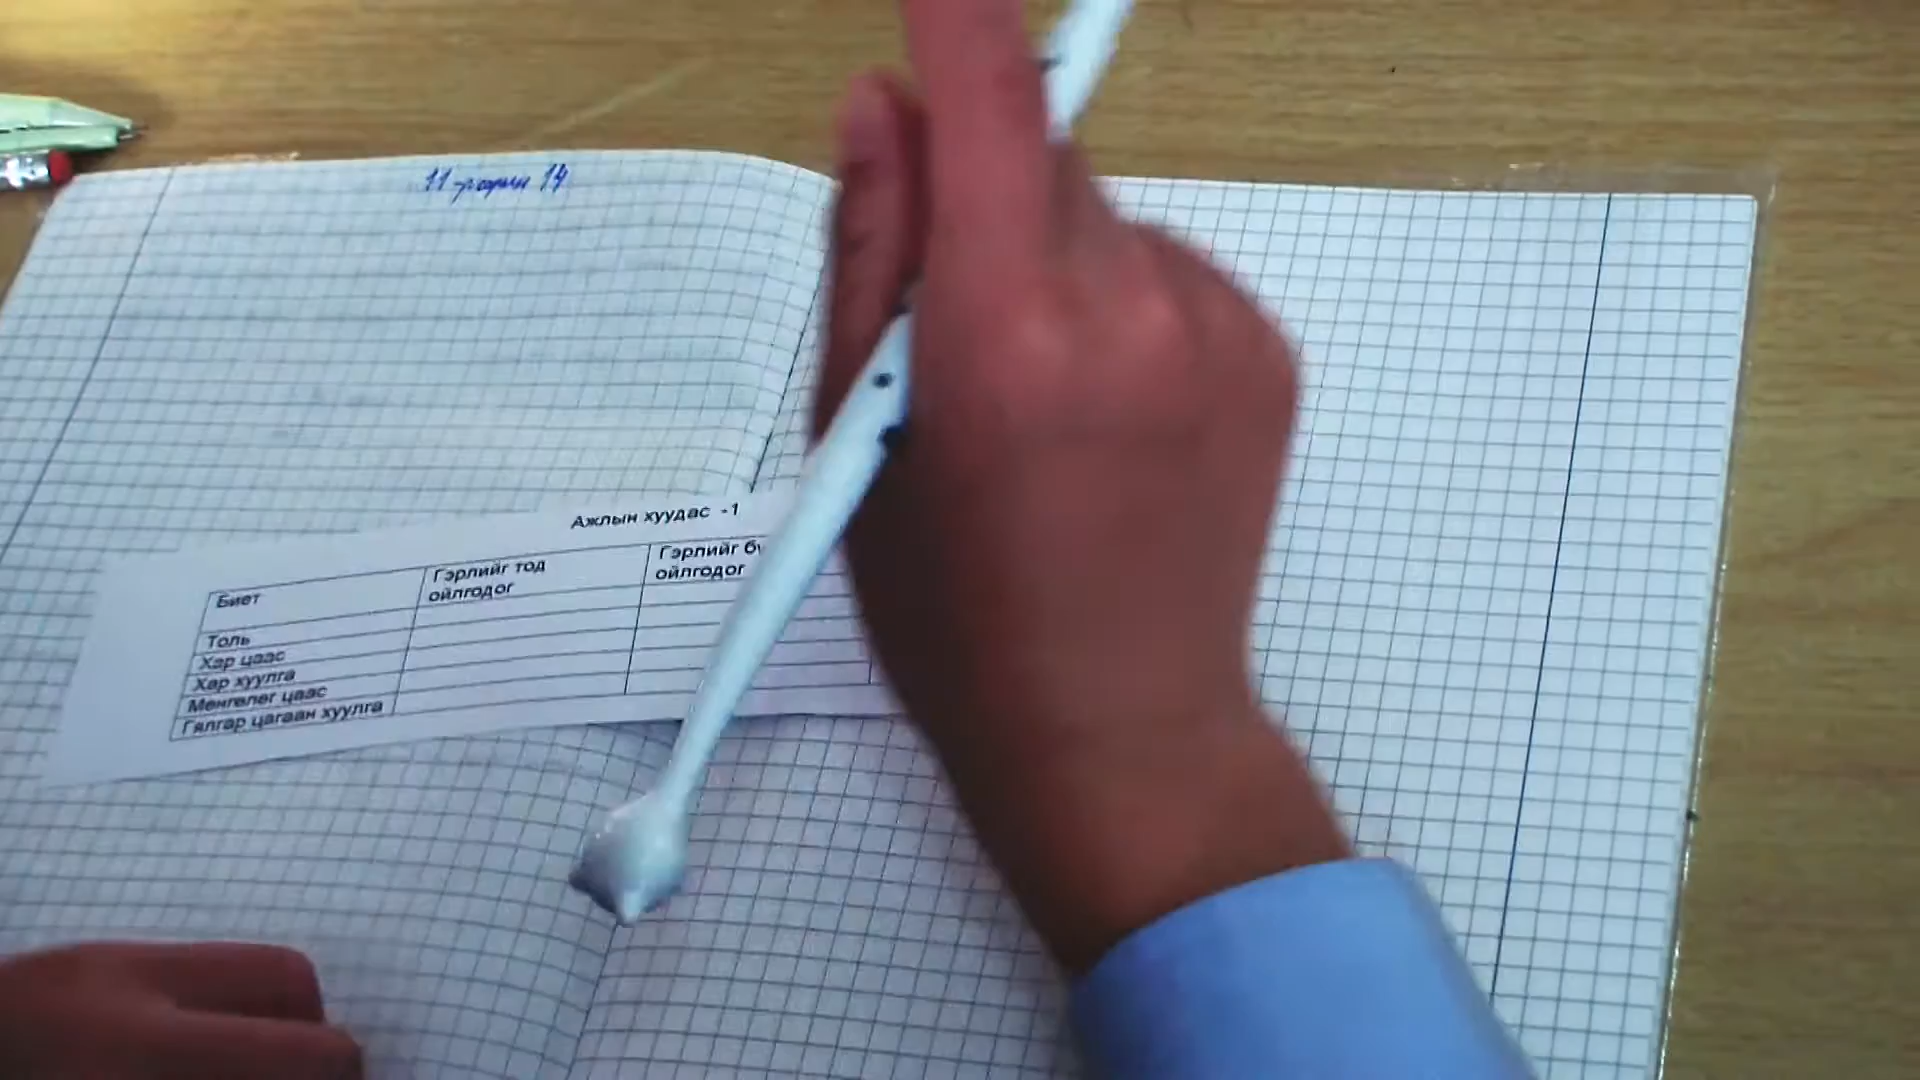 11-рсарын 14
Ажлын хуудас -1
Биет
Гэрлийг тод
ойлгодог
Гэрлийг
ойлгодог
Толь
Хар цаас
Хар хуулга
Мөнгөлөг цаас
Гялгар цагаан хуулга